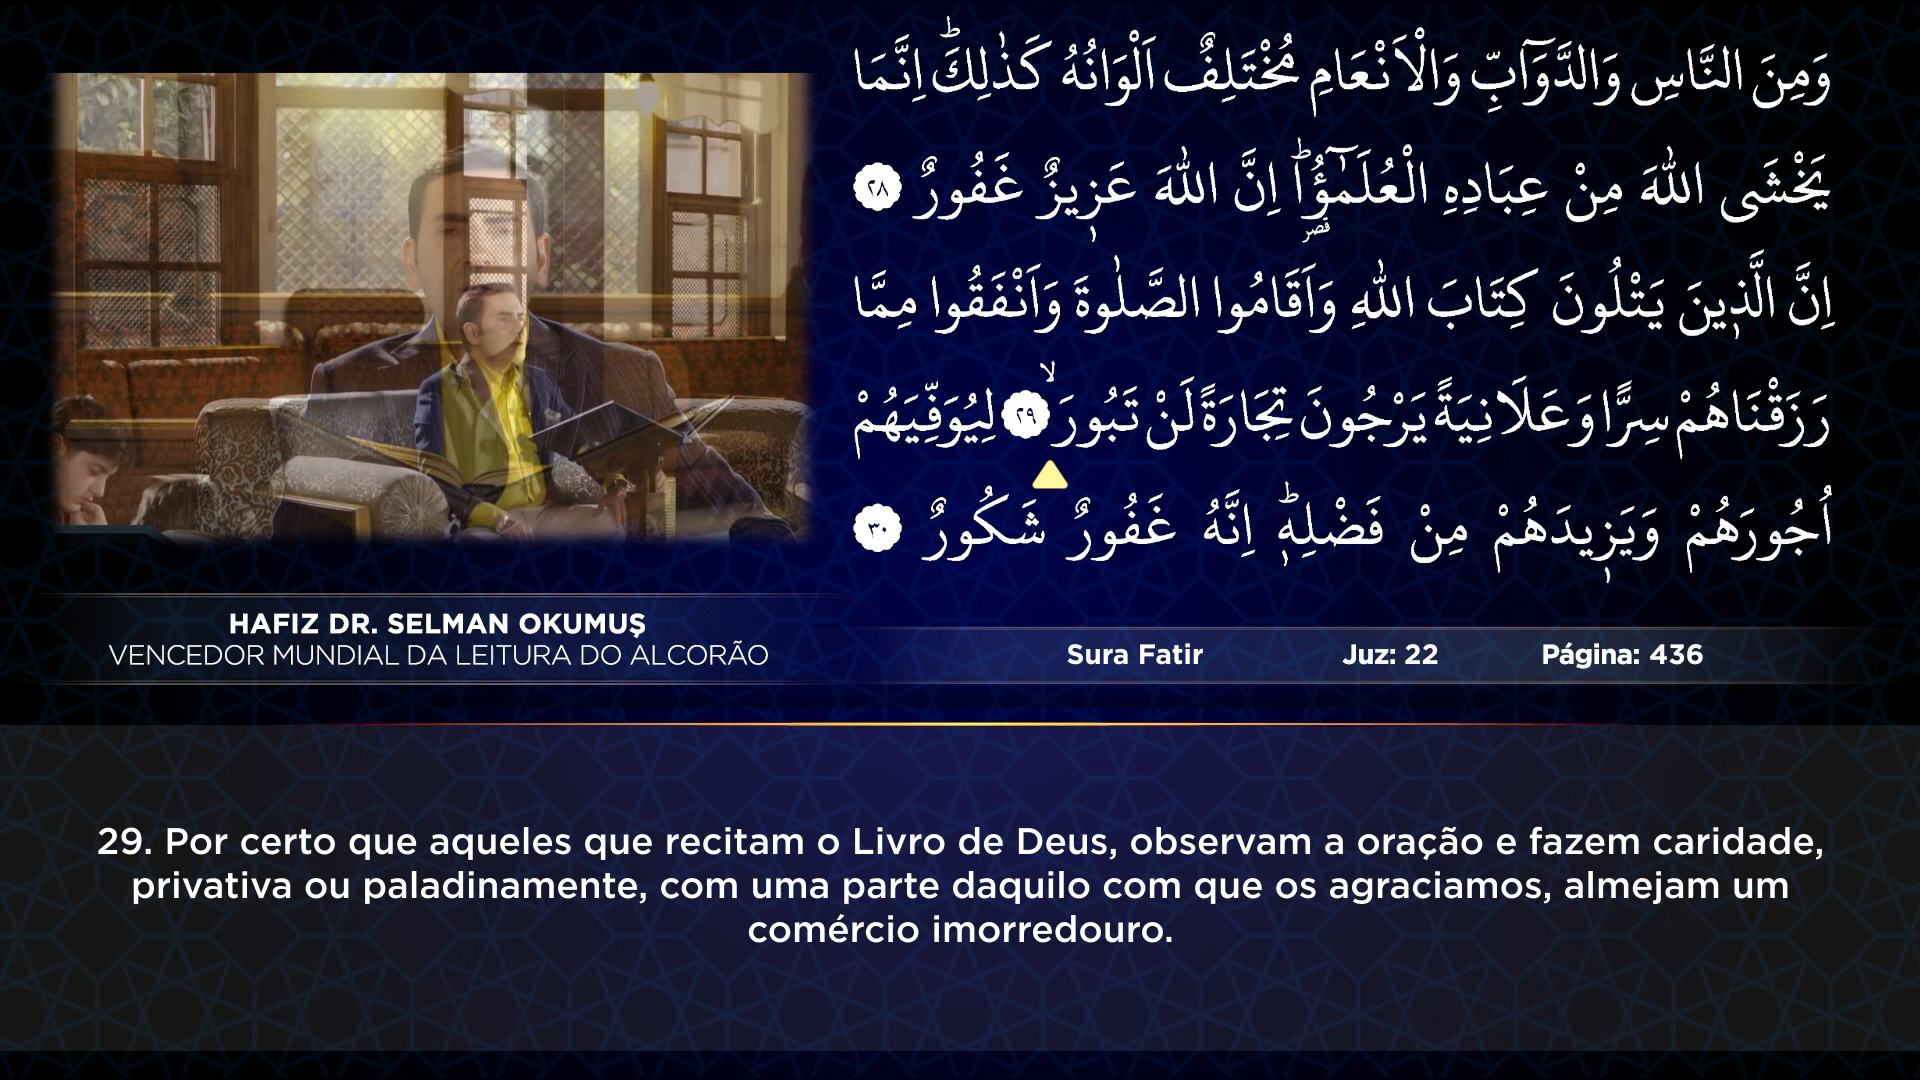 وَمِنَ النَّاسِ وَالدَّوَٓابِّ وَالْاَنْعَامِ مُخْتَلِفٌ اَلْوَانُهُ كَذٰلِكَۜ اِنَّمَا
يَخْشَى اللّٰهَ مِنْ عِبَادِهِ الْعُلَمٰٓؤُ۬اۜ اِنَّ اللّٰهَ عَزٖيزٌ غَفُورٌ ﴿٢٨﴾
اِنَّ الَّذٖينَ يَتْلُونَ كِتَابَ اللّٰهِ وَاَقَامُوا الصَّلٰوةَ وَاَنْفَقُوا مِمَّا
رَزَقْنَاهُمْ سِرًّا وَعَلَانِيَةً يَرْجُونَ تِجَارَةً لَنْ تَبُورَۙ ﴿٢٩﴾ لِيُوَفِّيَهُمْ
اُجُورَهُمْ وَيَزٖيدَهُمْ مِنْ فَضْلِهٖۜ اِنَّهُ غَفُورٌ شَكُورٌ ﴿٣٠﴾
HAFIZ DR. SELMAN OKUMUŞ
VENCEDOR MUNDIAL DA LEITURA DO ALCORÃO
Sura Fatir Juz: 22 Página: 436
29. Por certo que aqueles que recitam o Livro de Deus, observam a oração e fazem caridade,
privativa ou paladinamente, com uma parte daquilo com que os agraciamos, almejam um
comércio imorredouro.